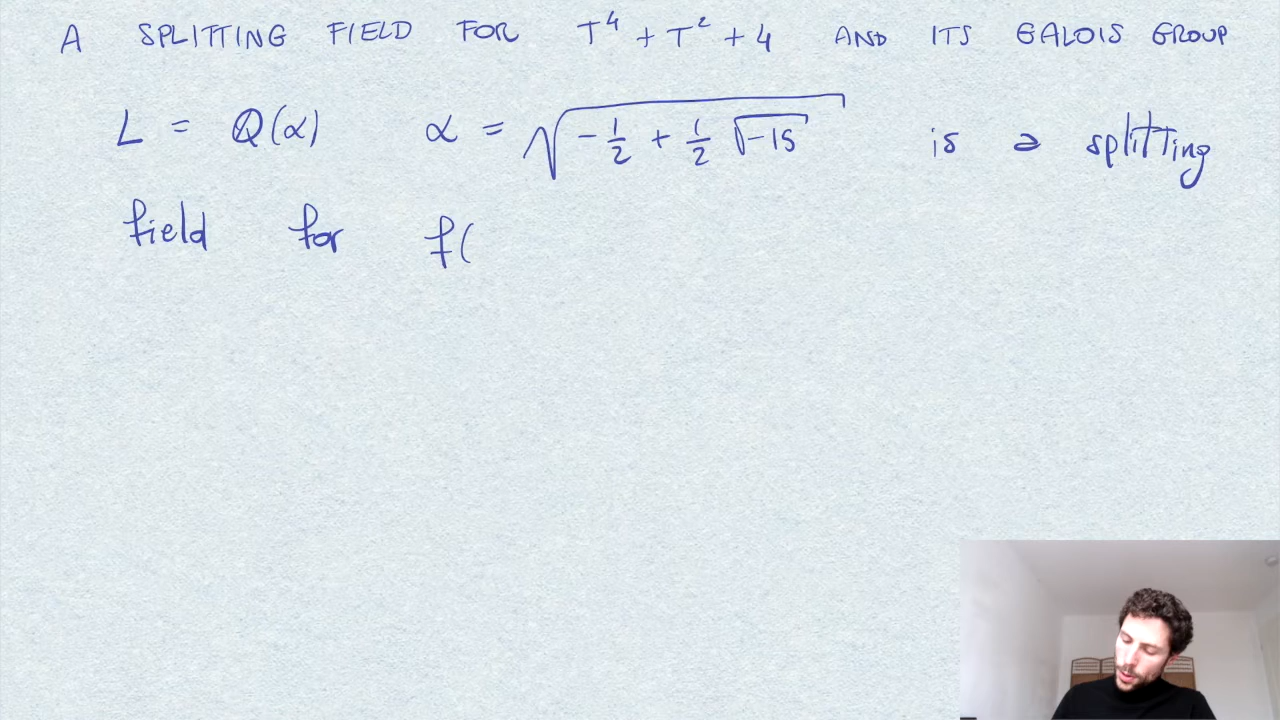 A SPLITTING FIELD FOR T⁴ + T² + 4 AND ITS GALOIS GROUP
L = Q(α) α = √(-1/2 + 1/2 √-15) is a splitting
field for f(